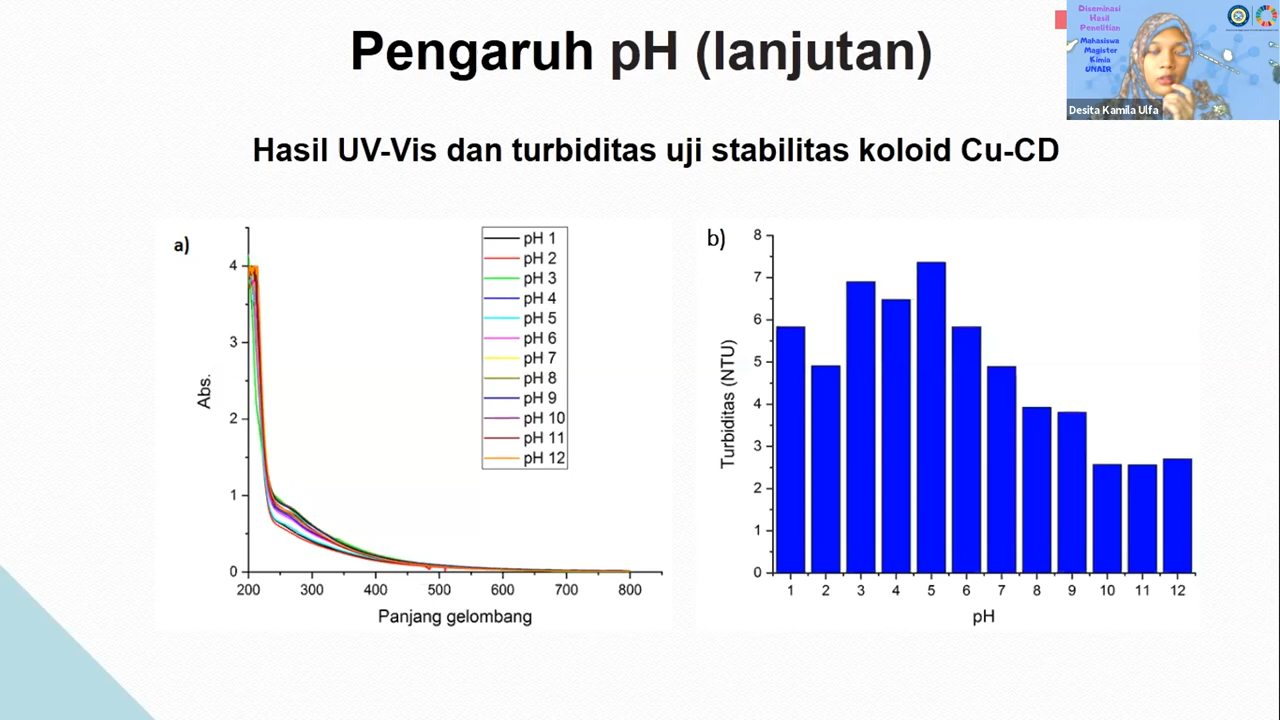 Pengaruh pH (lanjutan)
Diseminasi
Hasil
Penelitian
Mahasiswa
Magister
Kimia
UNAIR
Desita Kamila Ulfa
Hasil UV-Vis dan turbiditas uji stabilitas koloid Cu-CD
a)
pH 1
pH 2
pH 3
pH 4
pH 5
pH 6
pH 7
pH 8
pH 9
pH 10
pH 11
pH 12
Abs.
4
3
2
1
0
200 300 400 500 600 700 800
Panjang gelombang
b)
Turbiditas (NTU)
8
7
6
5
4
3
2
1
0
1 2 3 4 5 6 7 8 9 10 11 12
pH